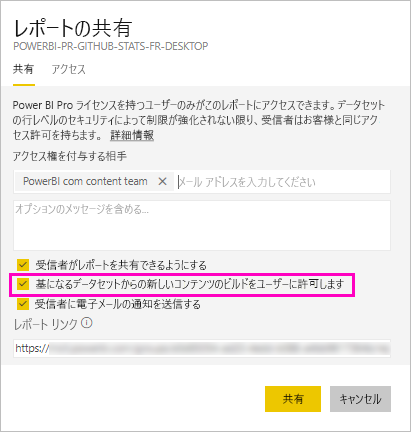 レポートの共有
POWERBI-PR-GITHUB-STATS-FR-DESKTOP
共有 アクセス
Power BI Pro ライセンスを持つユーザーのみがこのレポートにアクセスできます。データセット
の行レベルのセキュリティによって制限が強化されない限り、受信者はお客様と同じアク
セス許可を持ちます。 詳細情報
アクセス権を付与する相手
PowerBI com content team × メール アドレスを入力してください
オプションのメッセージを含める...
受信者がレポートを共有できるようにする
基になるデータセットからの新しいコンテンツのビルドをユーザーに許可します
受信者に電子メールの通知を送信する
レポート リンク
https://
共有 キャンセル